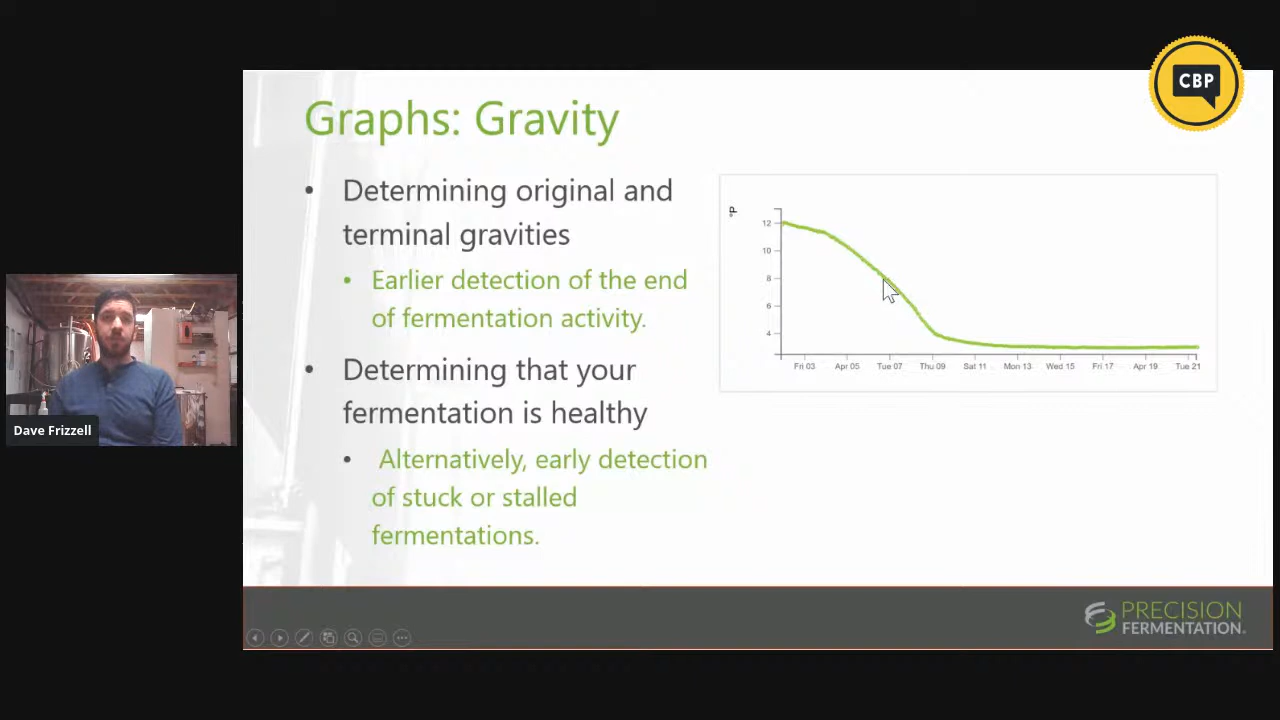 CBP
Graphs: Gravity
• Determining original and
terminal gravities
• Earlier detection of the end
of fermentation activity.
• Determining that your
fermentation is healthy
• Alternatively, early detection
of stuck or stalled
fermentations.
°P
12
10
8
6
4
Fri 03 Apr 05 Tue 07 Thu 09 Sat 11 Mon 13 Wed 15 Fri 17 Apr 19 Tue 21
Dave Frizzell
PRECISION
FERMENTATION